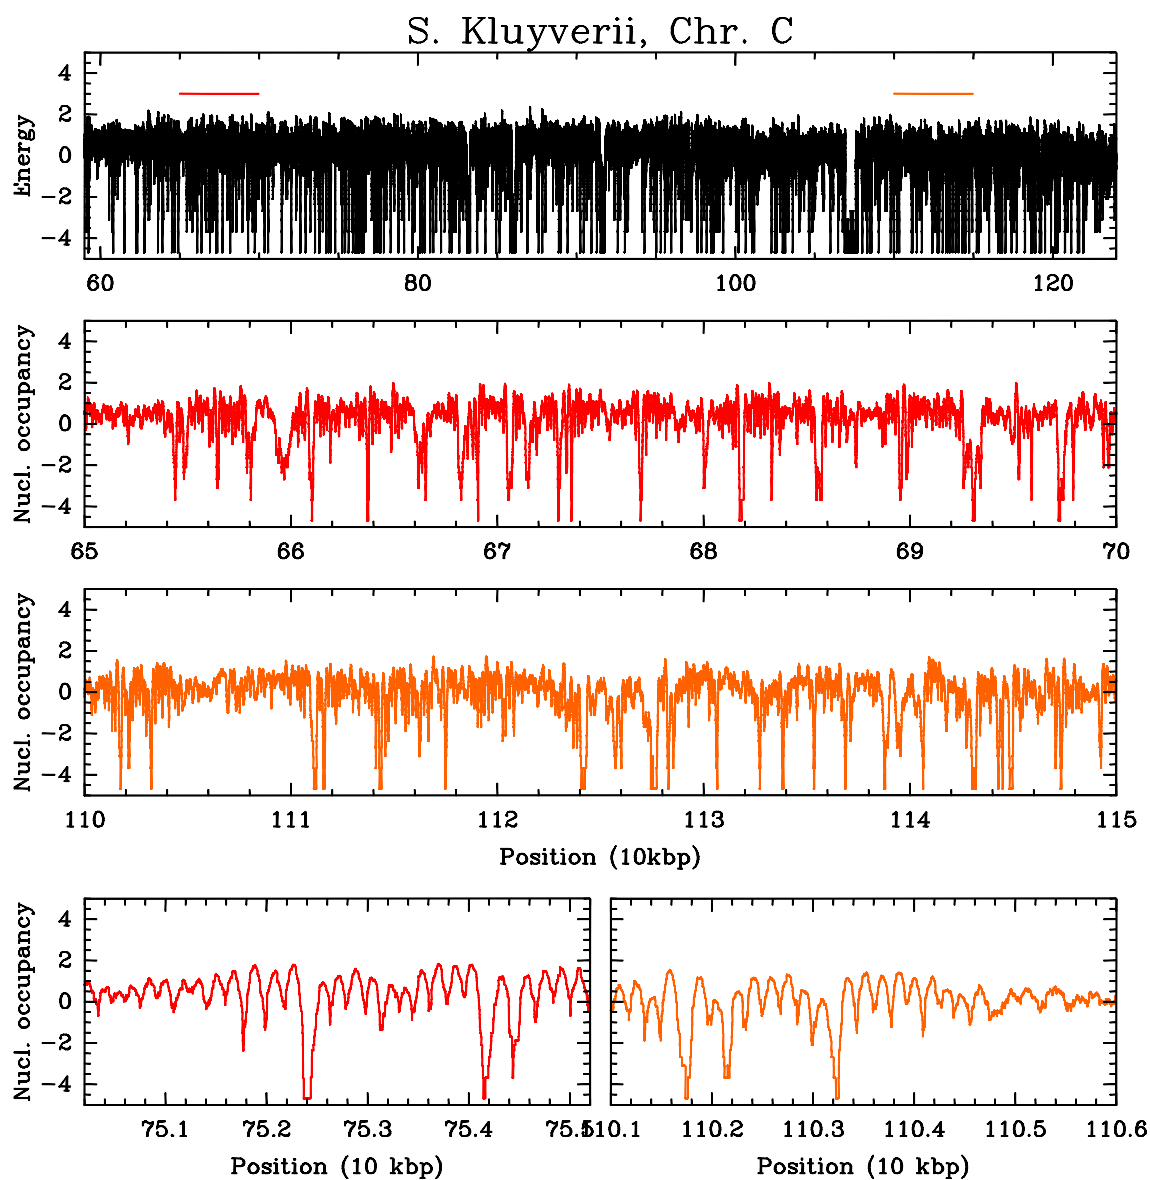 S. Kluyverii, Chr. C
Energy
4
2
0
−2
−4
60 80 100 120
Nucl. occupancy
4
2
0
−2
−4
65 66 67 68 69 70
Nucl. occupancy
4
2
0
−2
−4
110 111 112 113 114 115
Position (10kbp)
Nucl. occupancy
4
2
0
−2
−4
75.1 75.2 75.3 75.4 75.5
110.1 110.2 110.3 110.4 110.5 110.6
Position (10 kbp)
Position (10 kbp)